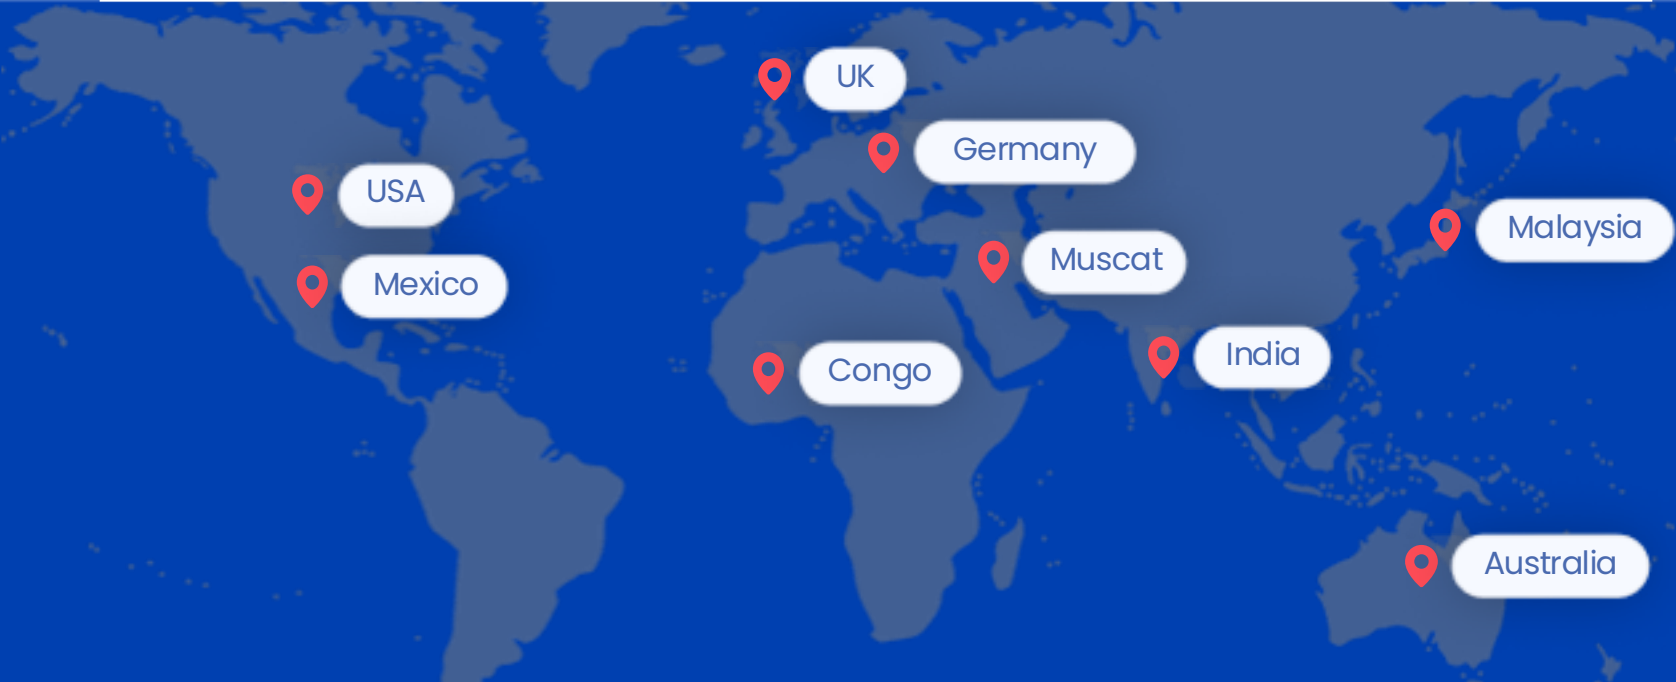 UK
Germany
USA
Malaysia
Muscat
Mexico
India
Congo
Australia